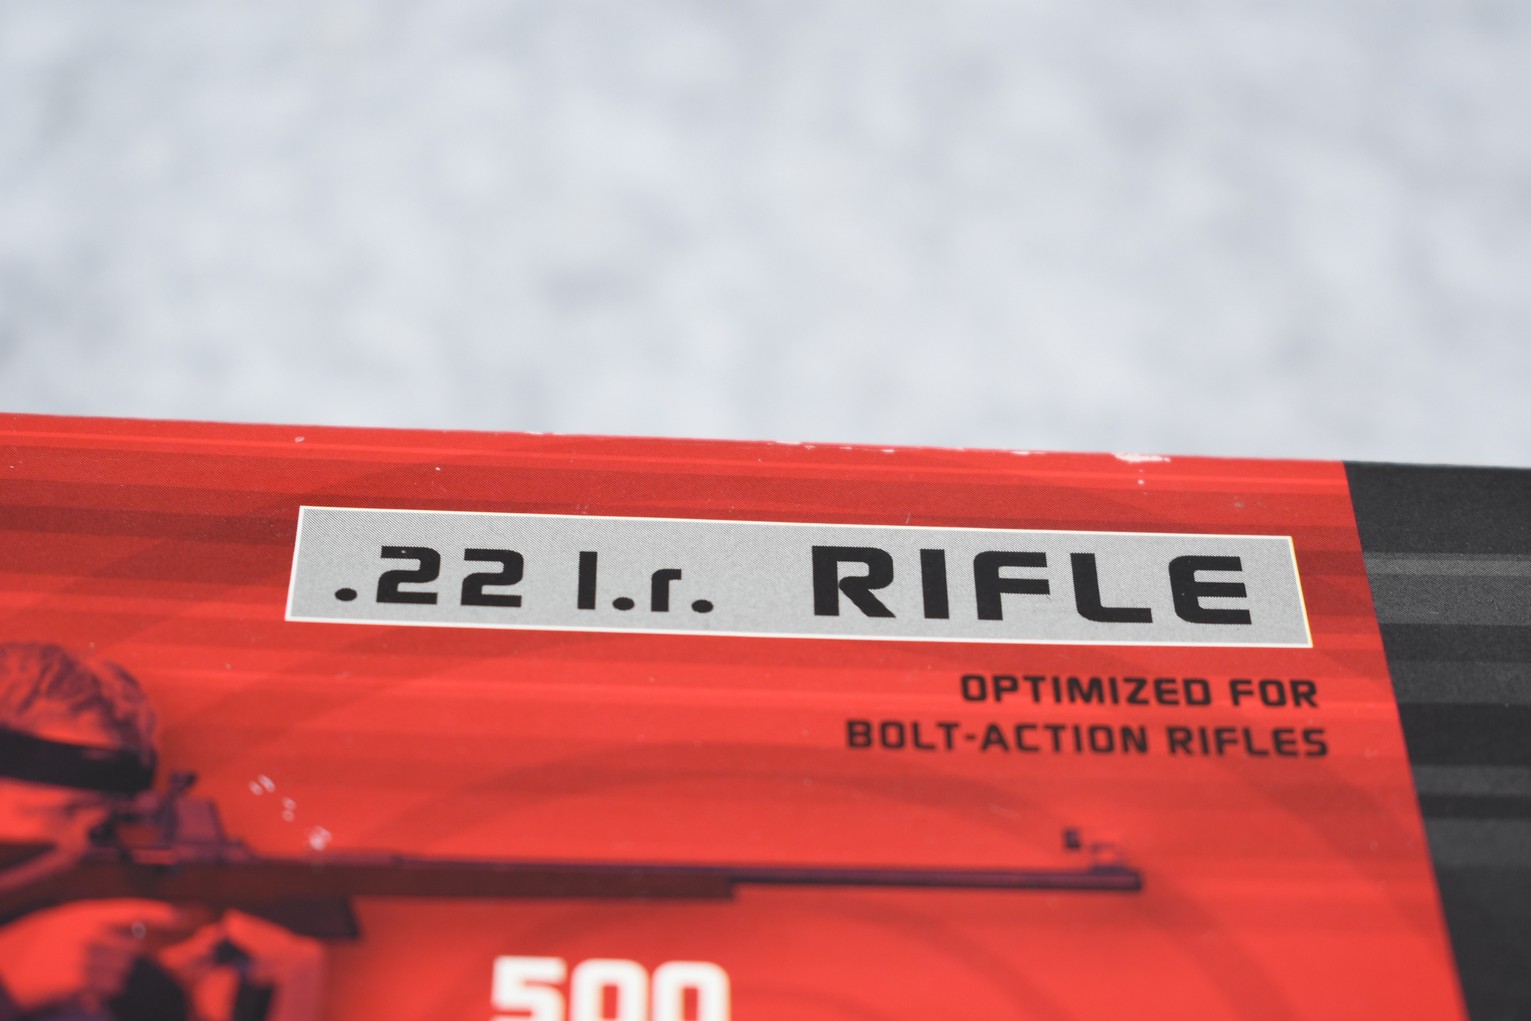 .22 l.r. RIFLE
OPTIMIZED FOR
BOLT-ACTION RIFLES
500